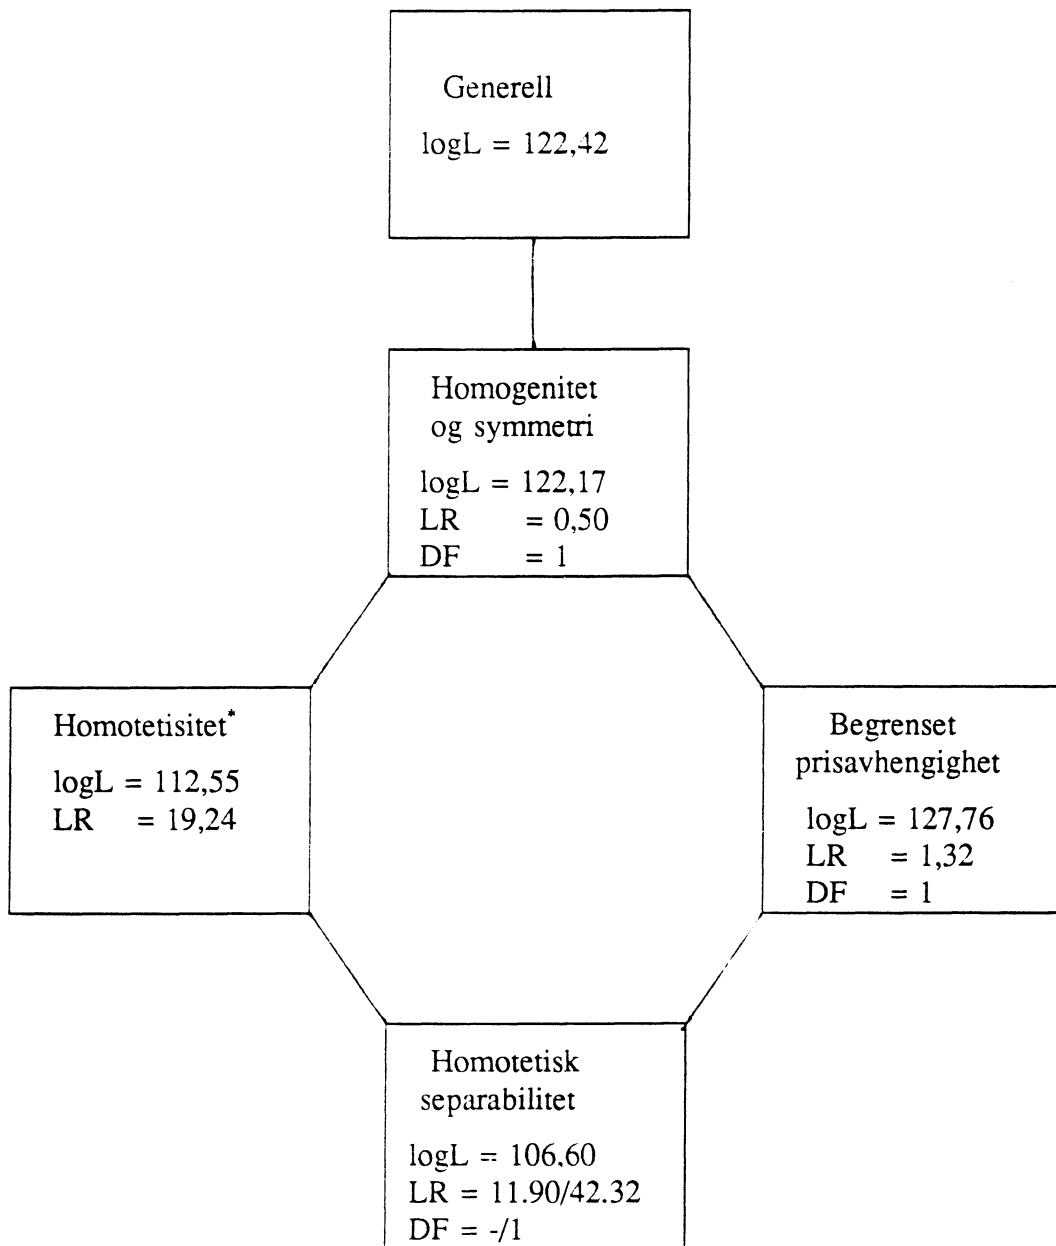 Generell
logL = 122,42
Homogenitet
og symmetri
logL = 122,17
LR = 0,50
DF = 1
Homotetisitet*
logL = 112,55
LR = 19,24
Begrenset
prisavhengighet
logL = 127,76
LR = 1,32
DF = 1
Homotetisk
separabilitet
logL = 106,60
LR = 11.90/42.32
DF = -/1